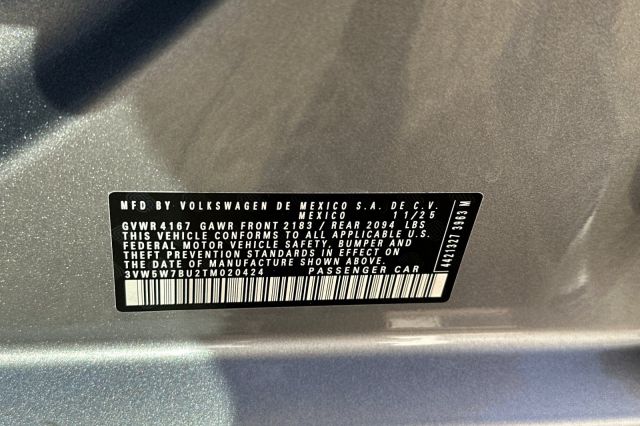 MFD BY VOLKSWAGEN DE MEXICO S.A. DE C.V.
MEXICO 11/25
GVWR 4167 GAWR FRONT 2183 / REAR 2094 LBS
THIS VEHICLE CONFORMS TO ALL APPLICABLE U.S.
FEDERAL MOTOR VEHICLE SAFETY, BUMPER AND
THEFT PREVENTION STANDARDS IN EFFECT ON
THE DATE OF MANUFACTURE SHOWN ABOVE.
3VW5W7BU2TM020424 PASSENGER CAR
4421327 3963 M